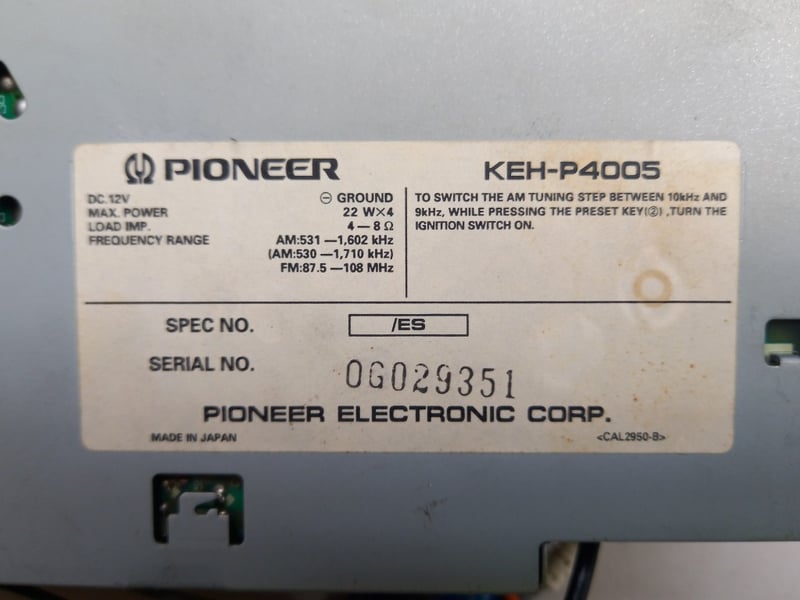 PIONEER
KEH-P4005
DC.12V ⊖ GROUND
MAX. POWER 22 W×4
LOAD IMP. 4 — 8 Ω
FREQUENCY RANGE AM:531 —1,602 kHz
(AM:530 —1,710 kHz)
FM:87.5 —108 MHz
TO SWITCH THE AM TUNING STEP BETWEEN 10kHz AND
9kHz, WHILE PRESSING THE PRESET KEY(②) ,TURN THE
IGNITION SWITCH ON.
SPEC NO. /ES
SERIAL NO. 0G029351
PIONEER ELECTRONIC CORP.
MADE IN JAPAN <CAL2950-B>